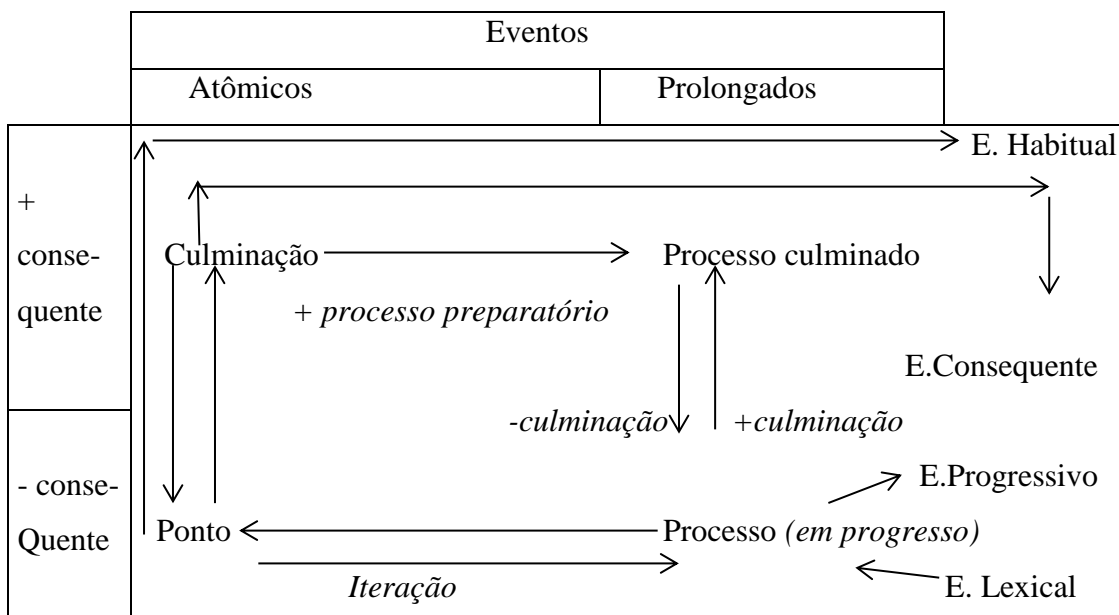 Eventos
Atômicos Prolongados
E. Habitual
+
conse-
quente
Culminação Processo culminado
+ processo preparatório
E.Consequente
-culminação +culminação
- conse-
Quente
E.Progressivo
Ponto Processo (em progresso)
Iteração E. Lexical